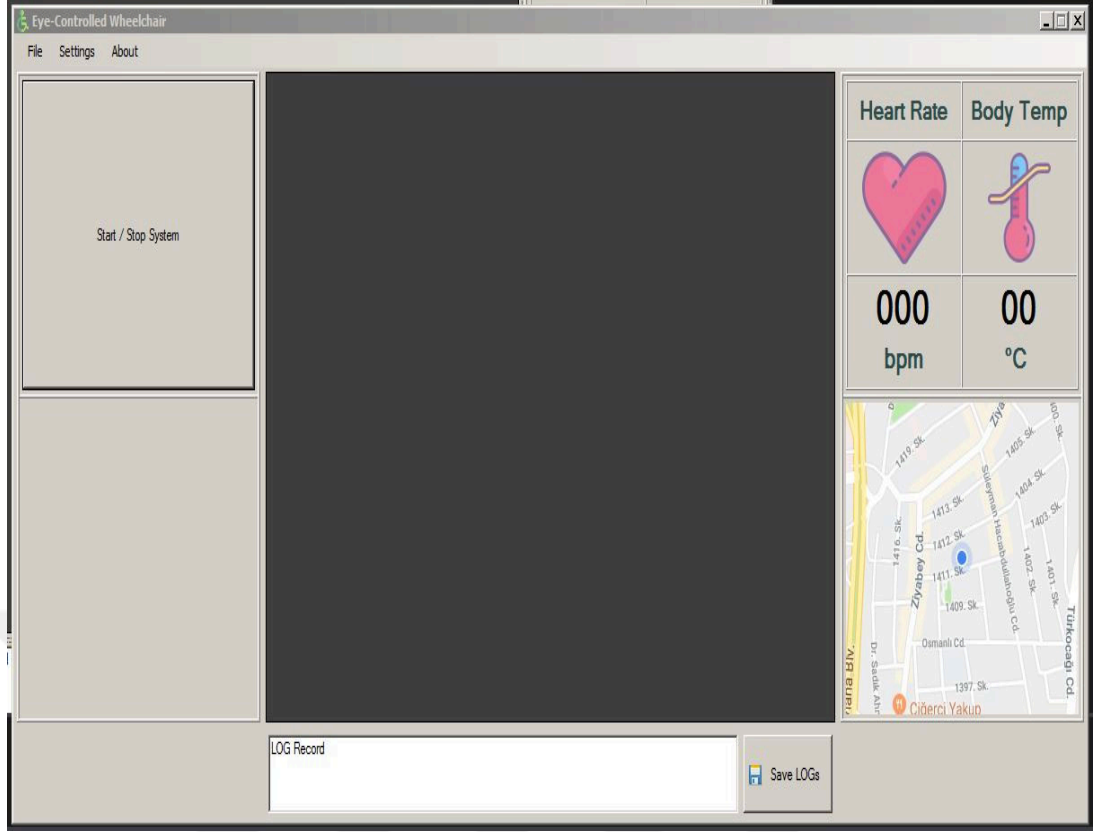 Eye-Controlled Wheelchair
File Settings About
Start / Stop System
Heart Rate Body Temp
000 00
bpm °C
1419. Sk.
1405. Sk.
1404. Sk.
1403. Sk.
1413. Sk.
1412. Sk.
1416. Sk.
Ziyabey Cd.
1411. Sk.
Süleyman Hacıabdullahoğlu Cd.
1402. Sk.
1401. Sk.
1409. Sk.
Osmanlı Cd.
Türkocağı Cd.
1397. Sk.
Ciğerci Yakup
LOG Record
Save LOGs